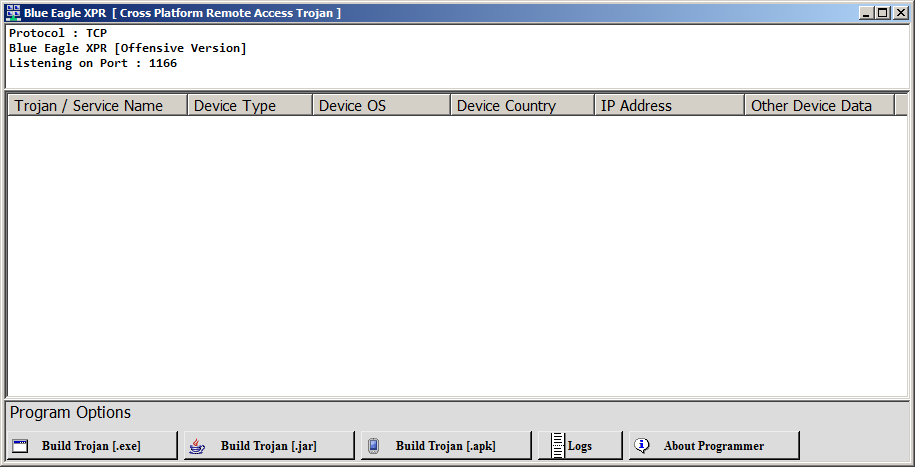 Blue Eagle XPR [ Cross Platform Remote Access Trojan ]
Protocol : TCP
Blue Eagle XPR [Offensive Version]
Listening on Port : 1166
Trojan / Service Name Device Type Device OS Device Country IP Address Other Device Data
Program Options
Build Trojan [.exe] Build Trojan [.jar] Build Trojan [.apk] Logs About Programmer